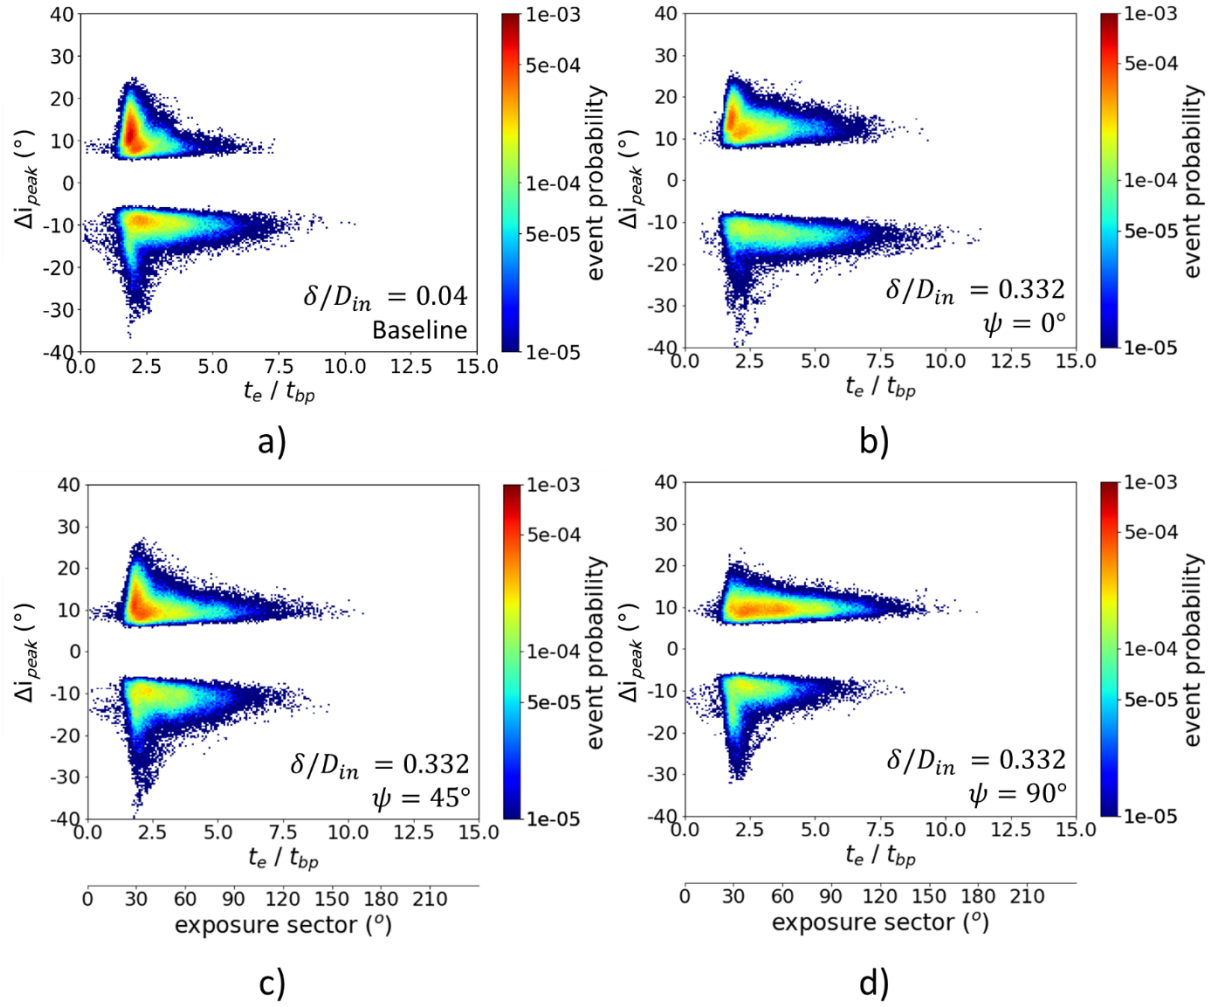 40
30
20
10
0
-10
-20
-30
-40
Δi_peak (°)
0.0 2.5 5.0 7.5 10.0 12.5 15.0
t_e / t_bp
δ/D_in = 0.04
Baseline
1e-03
5e-04
1e-04
5e-05
1e-05
event probability
a)
40
30
20
10
0
-10
-20
-30
-40
Δi_peak (°)
0.0 2.5 5.0 7.5 10.0 12.5 15.0
t_e / t_bp
δ/D_in = 0.332
ψ = 0°
1e-03
5e-04
1e-04
5e-05
1e-05
event probability
b)
40
30
20
10
0
-10
-20
-30
-40
Δi_peak (°)
0.0 2.5 5.0 7.5 10.0 12.5 15.0
t_e / t_bp
δ/D_in = 0.332
ψ = 45°
1e-03
5e-04
1e-04
5e-05
1e-05
event probability
0 30 60 90 120 150 180 210
exposure sector (°)
c)
40
30
20
10
0
-10
-20
-30
-40
Δi_peak (°)
0.0 2.5 5.0 7.5 10.0 12.5 15.0
t_e / t_bp
δ/D_in = 0.332
ψ = 90°
1e-03
5e-04
1e-04
5e-05
1e-05
event probability
0 30 60 90 120 150 180 210
exposure sector (°)
d)